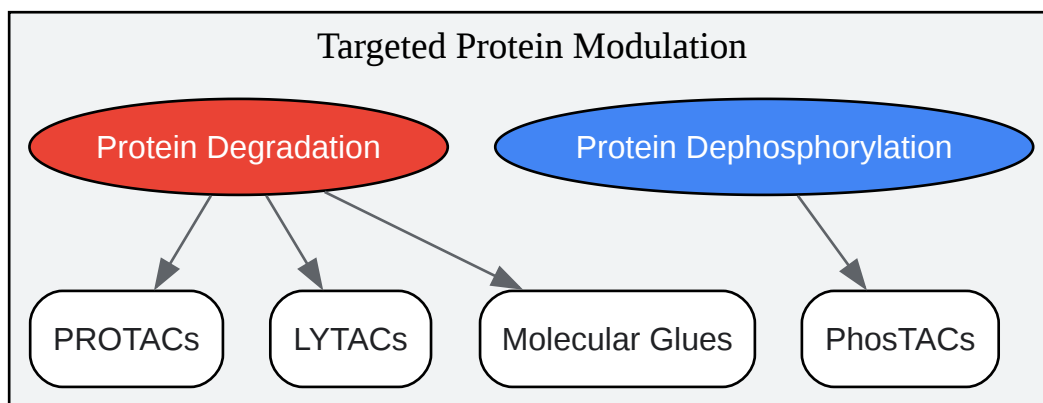 Targeted Protein Modulation
Protein Degradation
Protein Dephosphorylation
PROTACs
LYTACs
Molecular Glues
PhosTACs